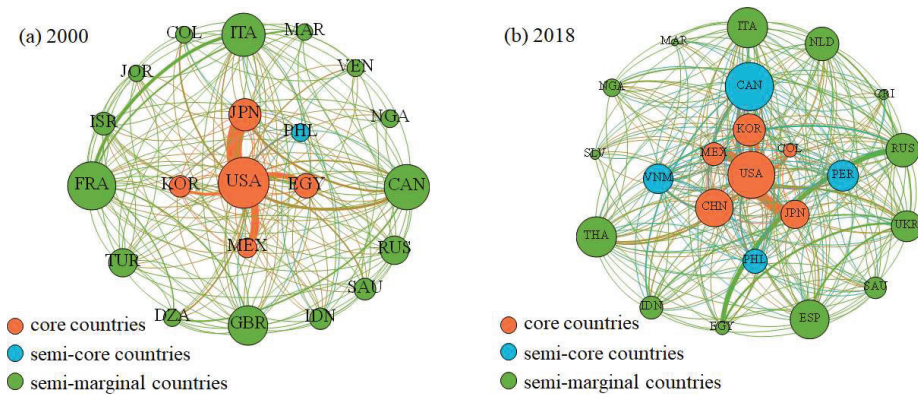 (a) 2000
COL
ITA
MAR
JOR
VEN
ISR
JPN
PHL
NGA
FRA
KOR
USA
EGY
CAN
MEX
TUR
RUS
SAU
DZA
GBR
IDN
core countries
semi-core countries
semi-marginal countries
(b) 2018
ITA
MAR
NLD
NGA
CAN
CRI
KOR
SLV
MEX
COL
RUS
VNM
USA
PER
CHN
JPN
UKR
THA
PHL
SAU
IDN
EGY
ESP
core countries
semi-core countries
semi-marginal countries